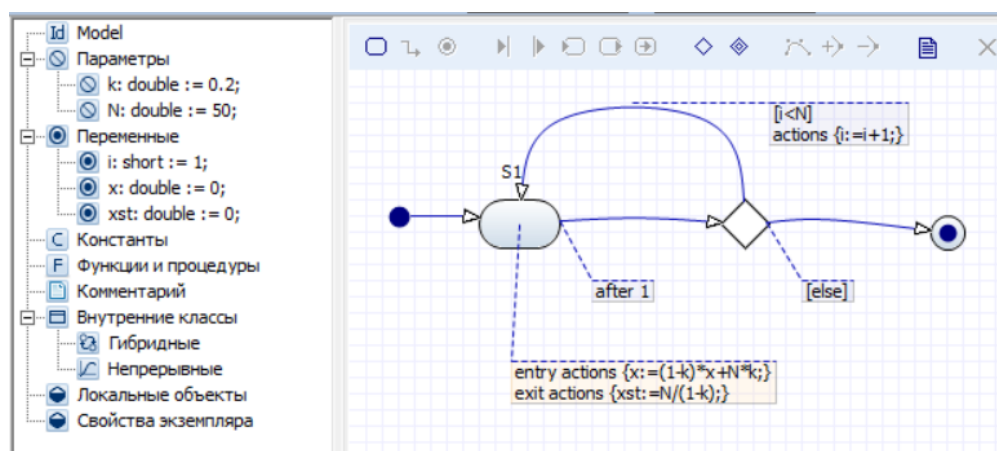 Id Model
Параметры
k: double := 0.2;
N: double := 50;
Переменные
i: short := 1;
x: double := 0;
xst: double := 0;
C Константы
F Функции и процедуры
Комментарий
Внутренние классы
Гибридные
Непрерывные
Локальные объекты
Свойства экземпляра
[i<N]
actions {i:=i+1;}
S1
after 1
[else]
entry actions {x:=(1-k)*x+N*k;}
exit actions {xst:=N/(1-k);}